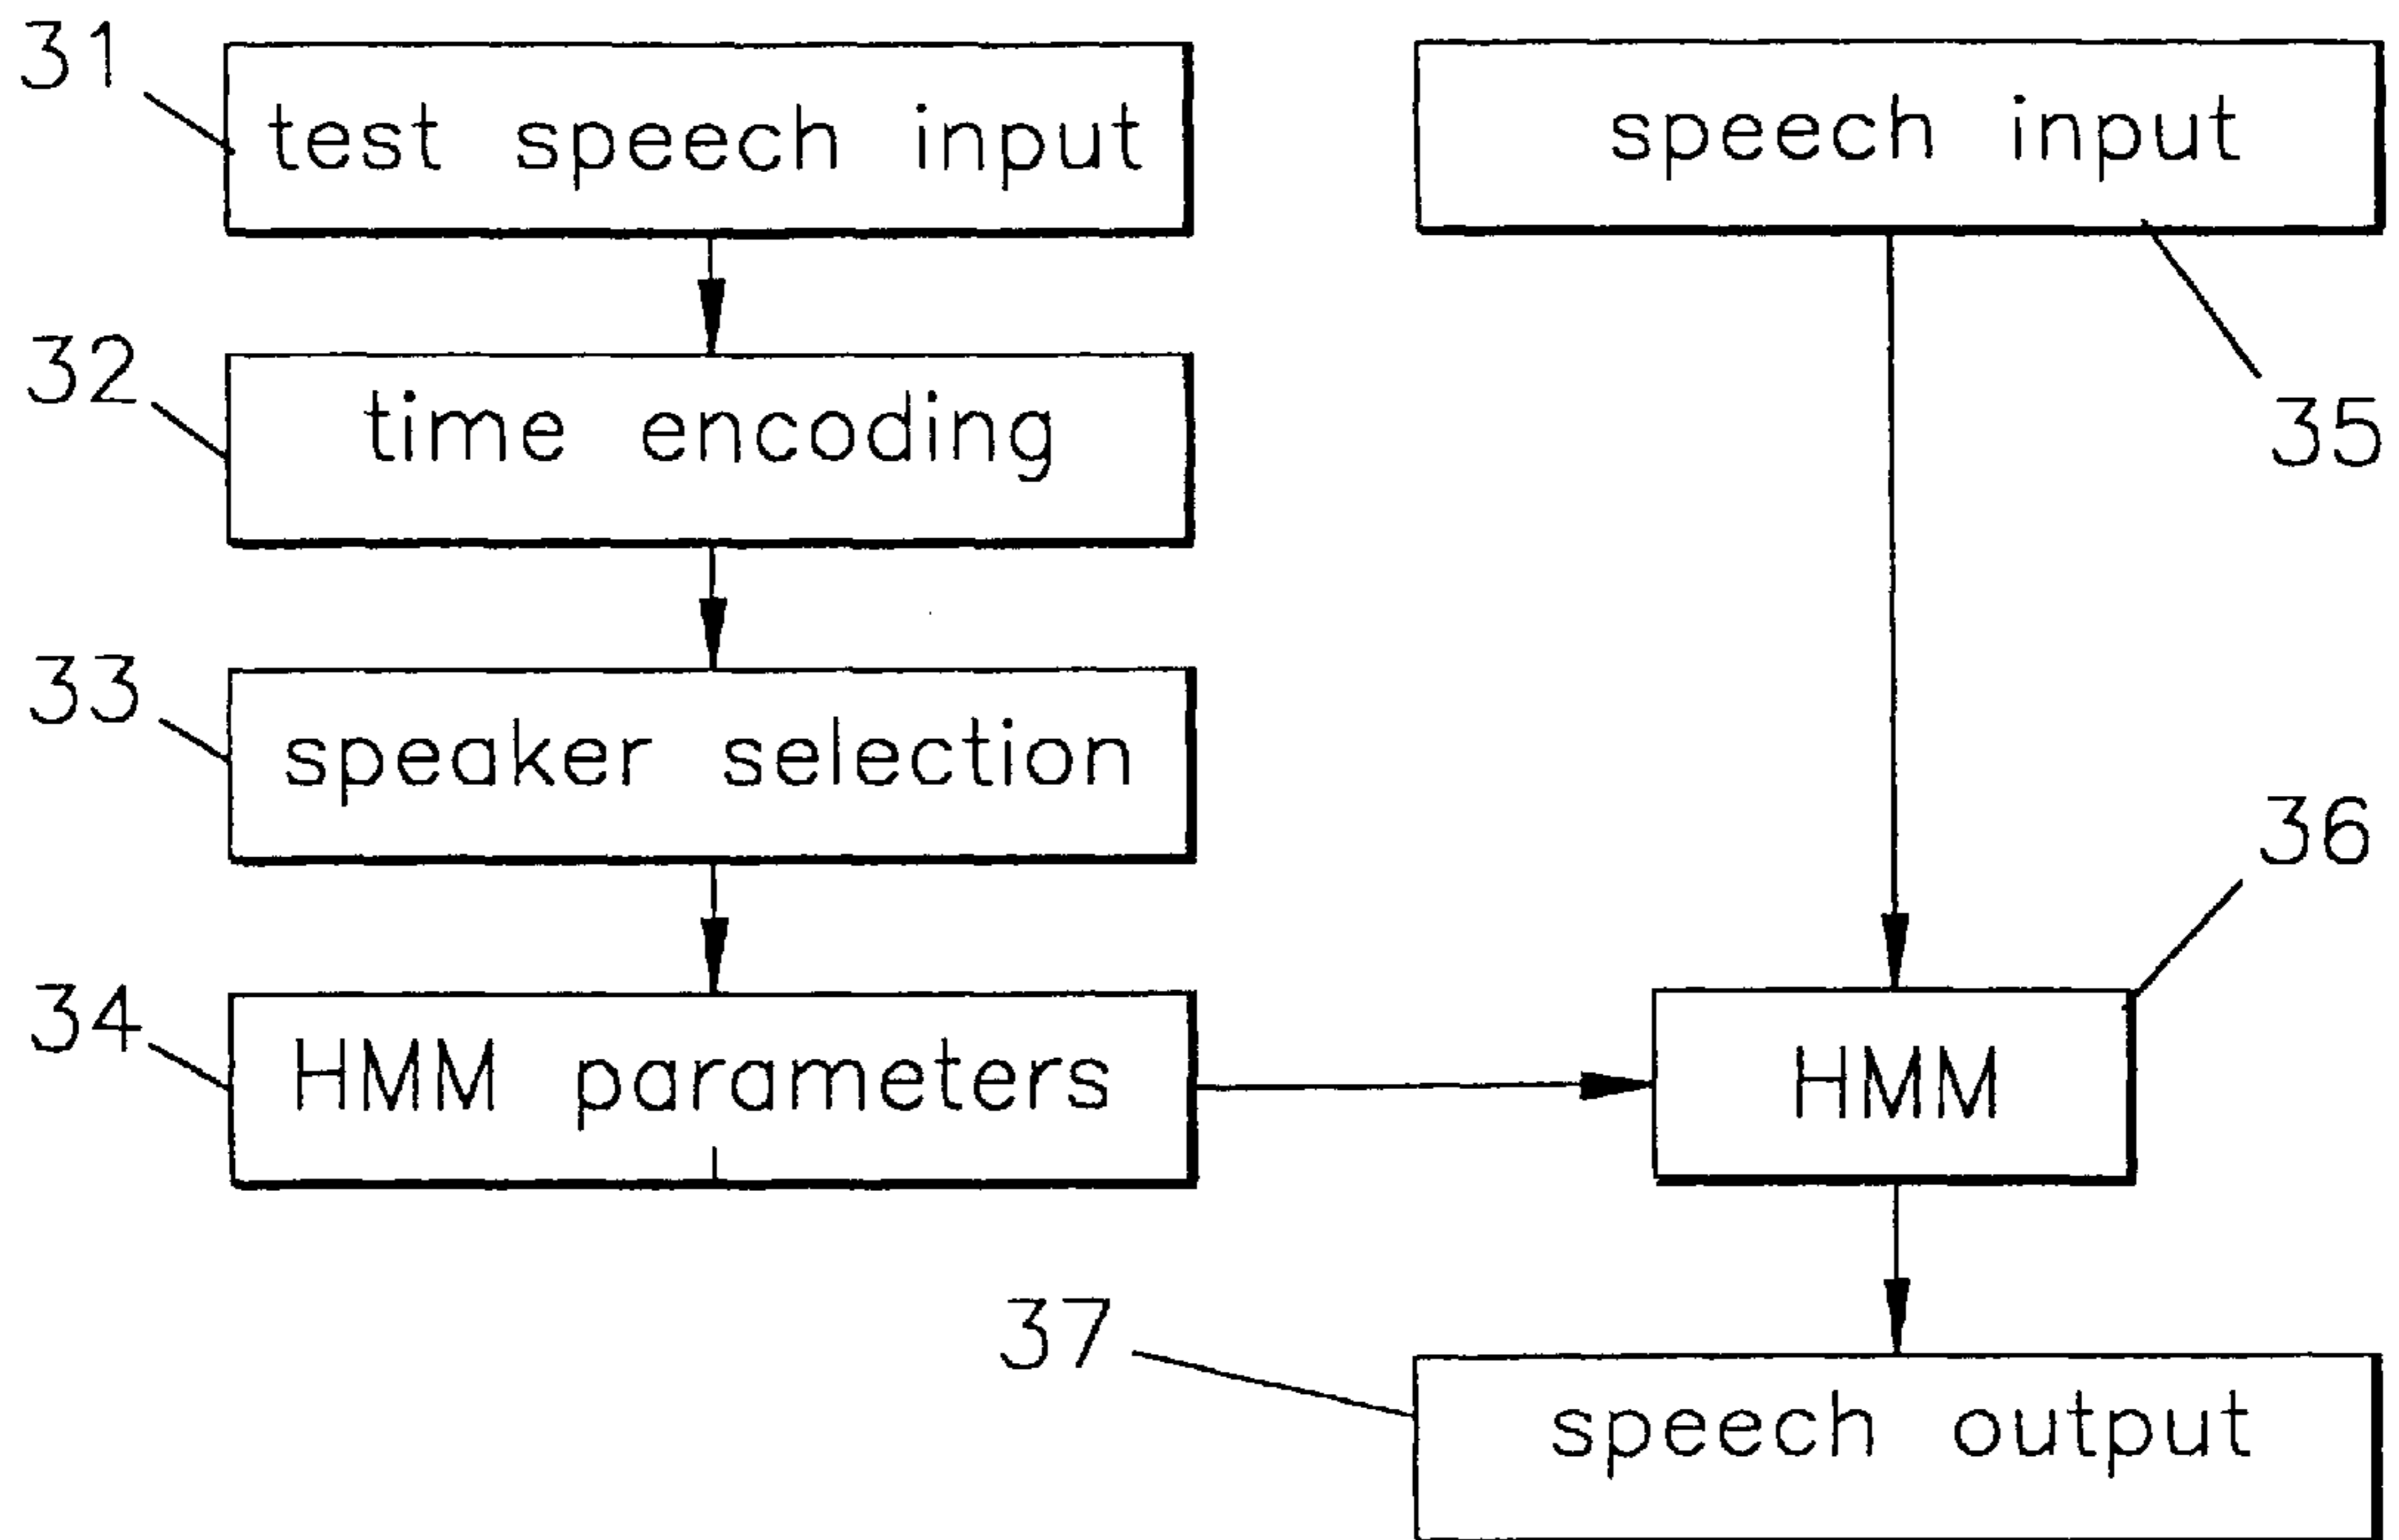 31
test speech input
speech input
32
time encoding
35
33
speaker selection
36
34
HMM parameters
HMM
37
speech output